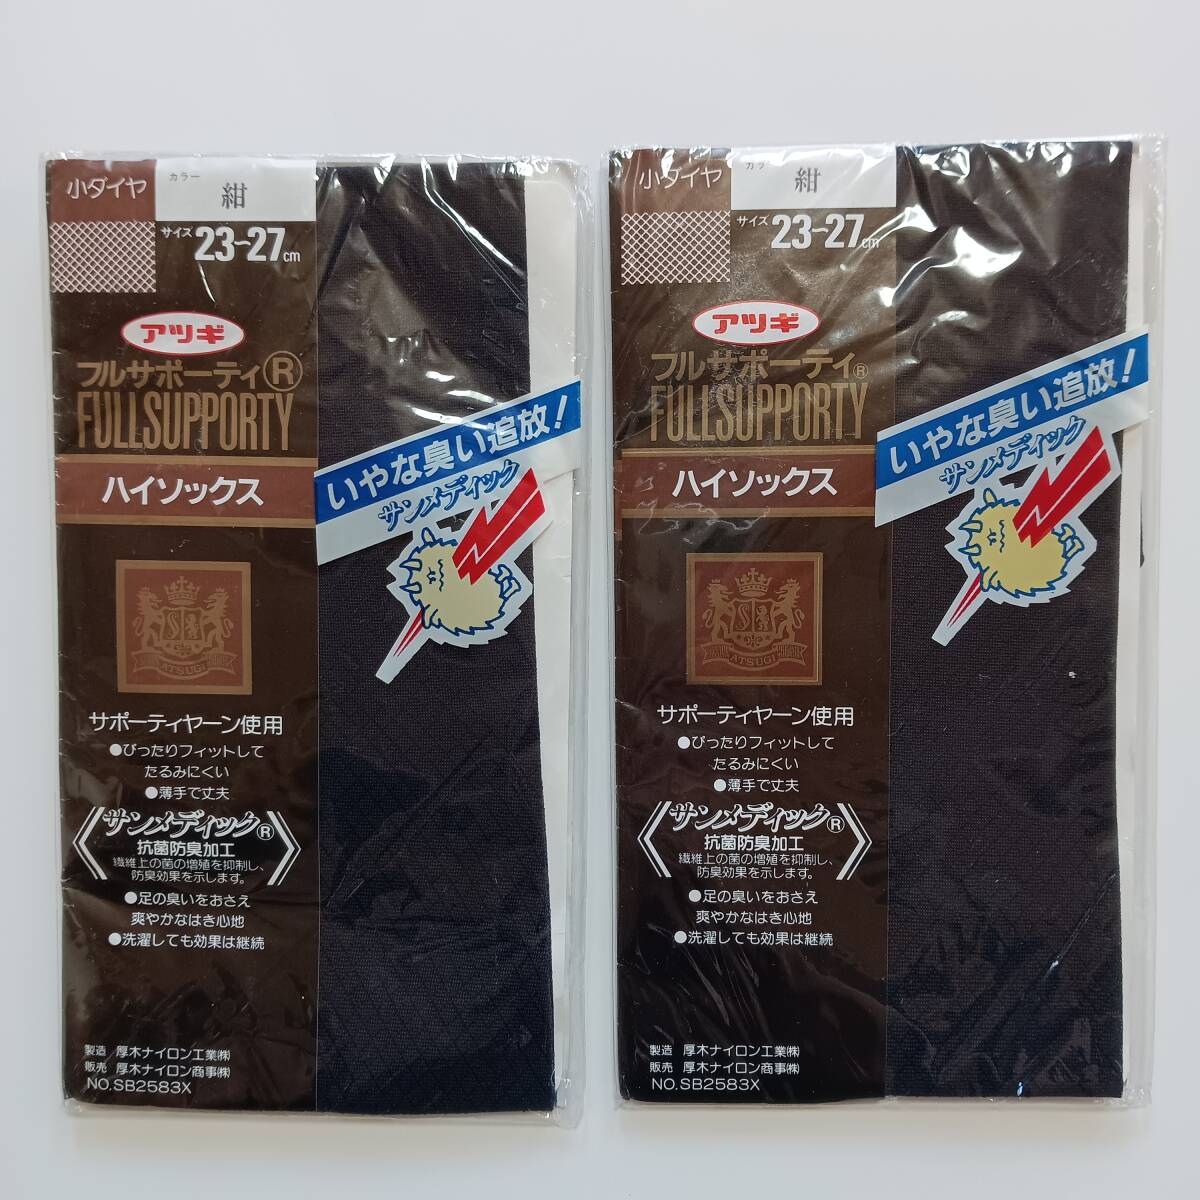 小ダイヤ
カラー
紺
サイズ 23~27cm
アツギ
フルサポーティ®
FULLSUPPORTY
ハイソックス
いやな臭い追放!
サンメディック
ATSUGI
サポーティヤーン使用
●ぴったりフィットして
たるみにくい
●薄手で丈夫
サンメディック®
抗菌防臭加工
繊維上の菌の増殖を抑制し、
防臭効果を示します。
●足の臭いをおさえ
爽やかなはき心地
●洗濯しても効果は継続
製造 厚木ナイロン工業㈱
販売 厚木ナイロン商事㈱
NO.SB2583X
小ダイヤ
カラー
紺
サイズ 23~27cm
アツギ
フルサポーティ®
FULLSUPPORTY
ハイソックス
いやな臭い追放!
サンメディック
ATSUGI
サポーティヤーン使用
●ぴったりフィットして
たるみにくい
●薄手で丈夫
サンメディック®
抗菌防臭加工
繊維上の菌の増殖を抑制し、
防臭効果を示します。
●足の臭いをおさえ
爽やかなはき心地
●洗濯しても効果は継続
製造 厚木ナイロン工業㈱
販売 厚木ナイロン商事㈱
NO.SB2583X